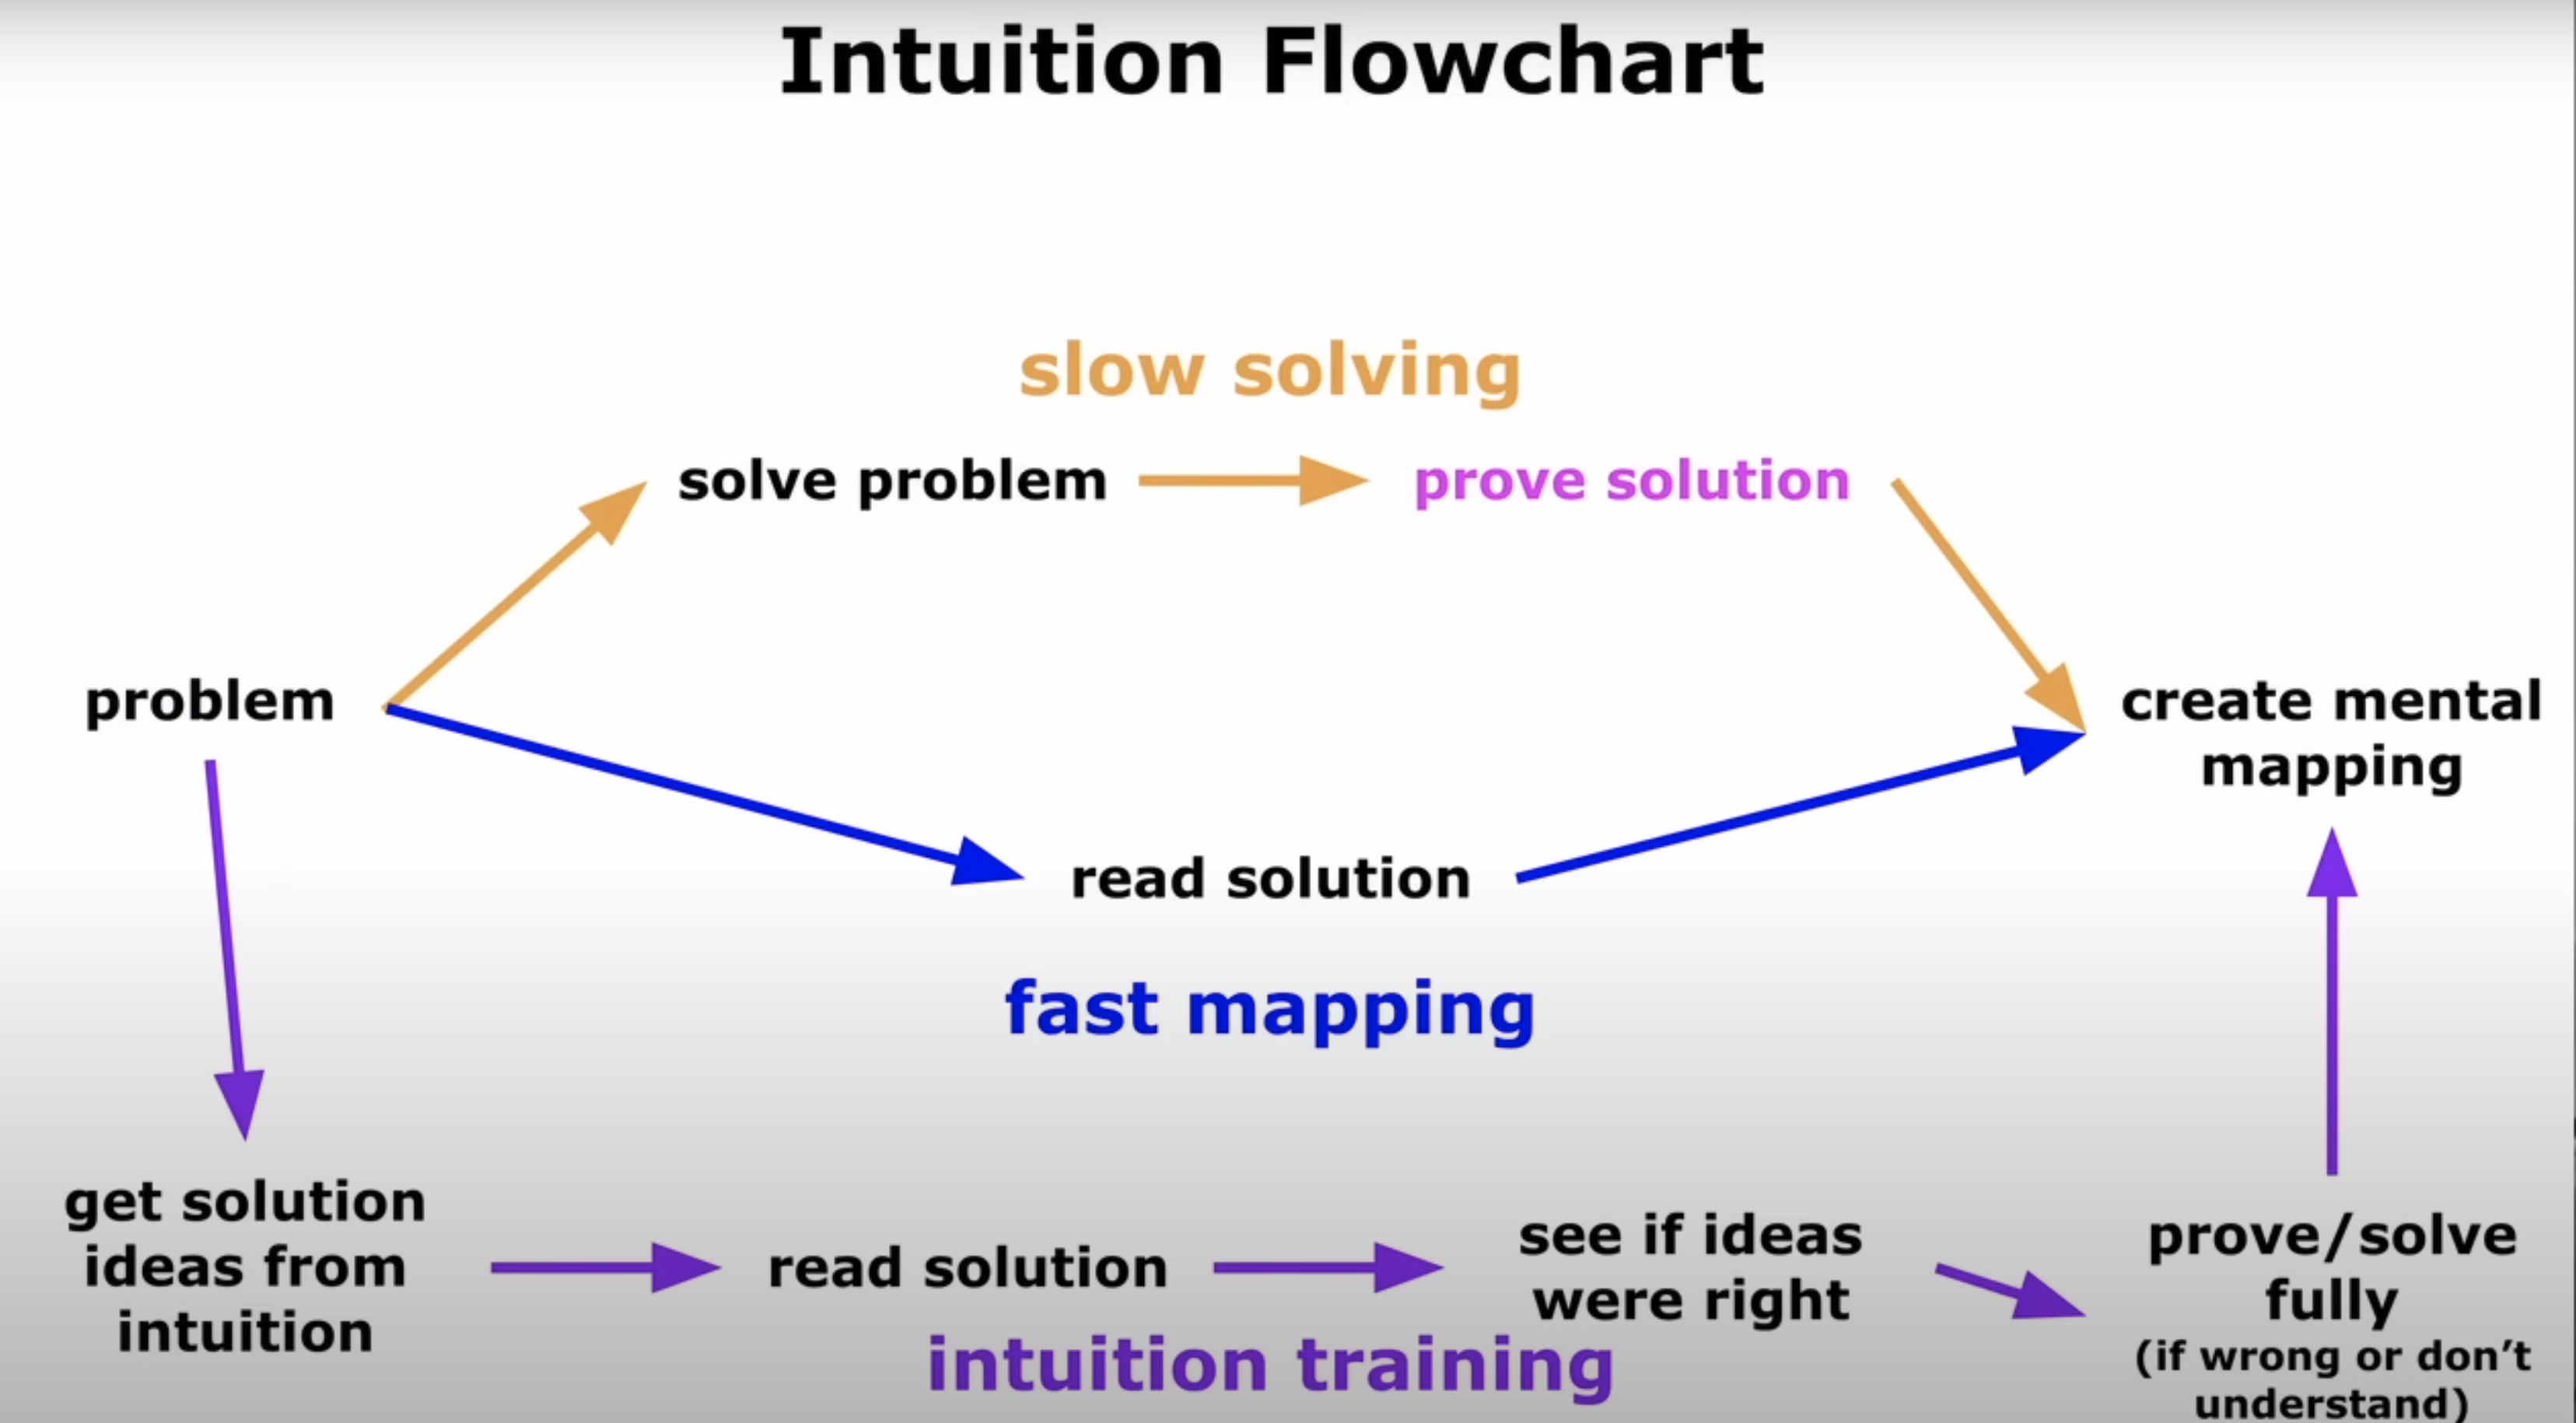 Intuition Flowchart
slow solving
solve problem
prove solution
problem
create mental
mapping
read solution
fast mapping
get solution
ideas from
intuition
read solution
see if ideas
were right
prove/solve
fully
(if wrong or don’t
understand)
intuition training